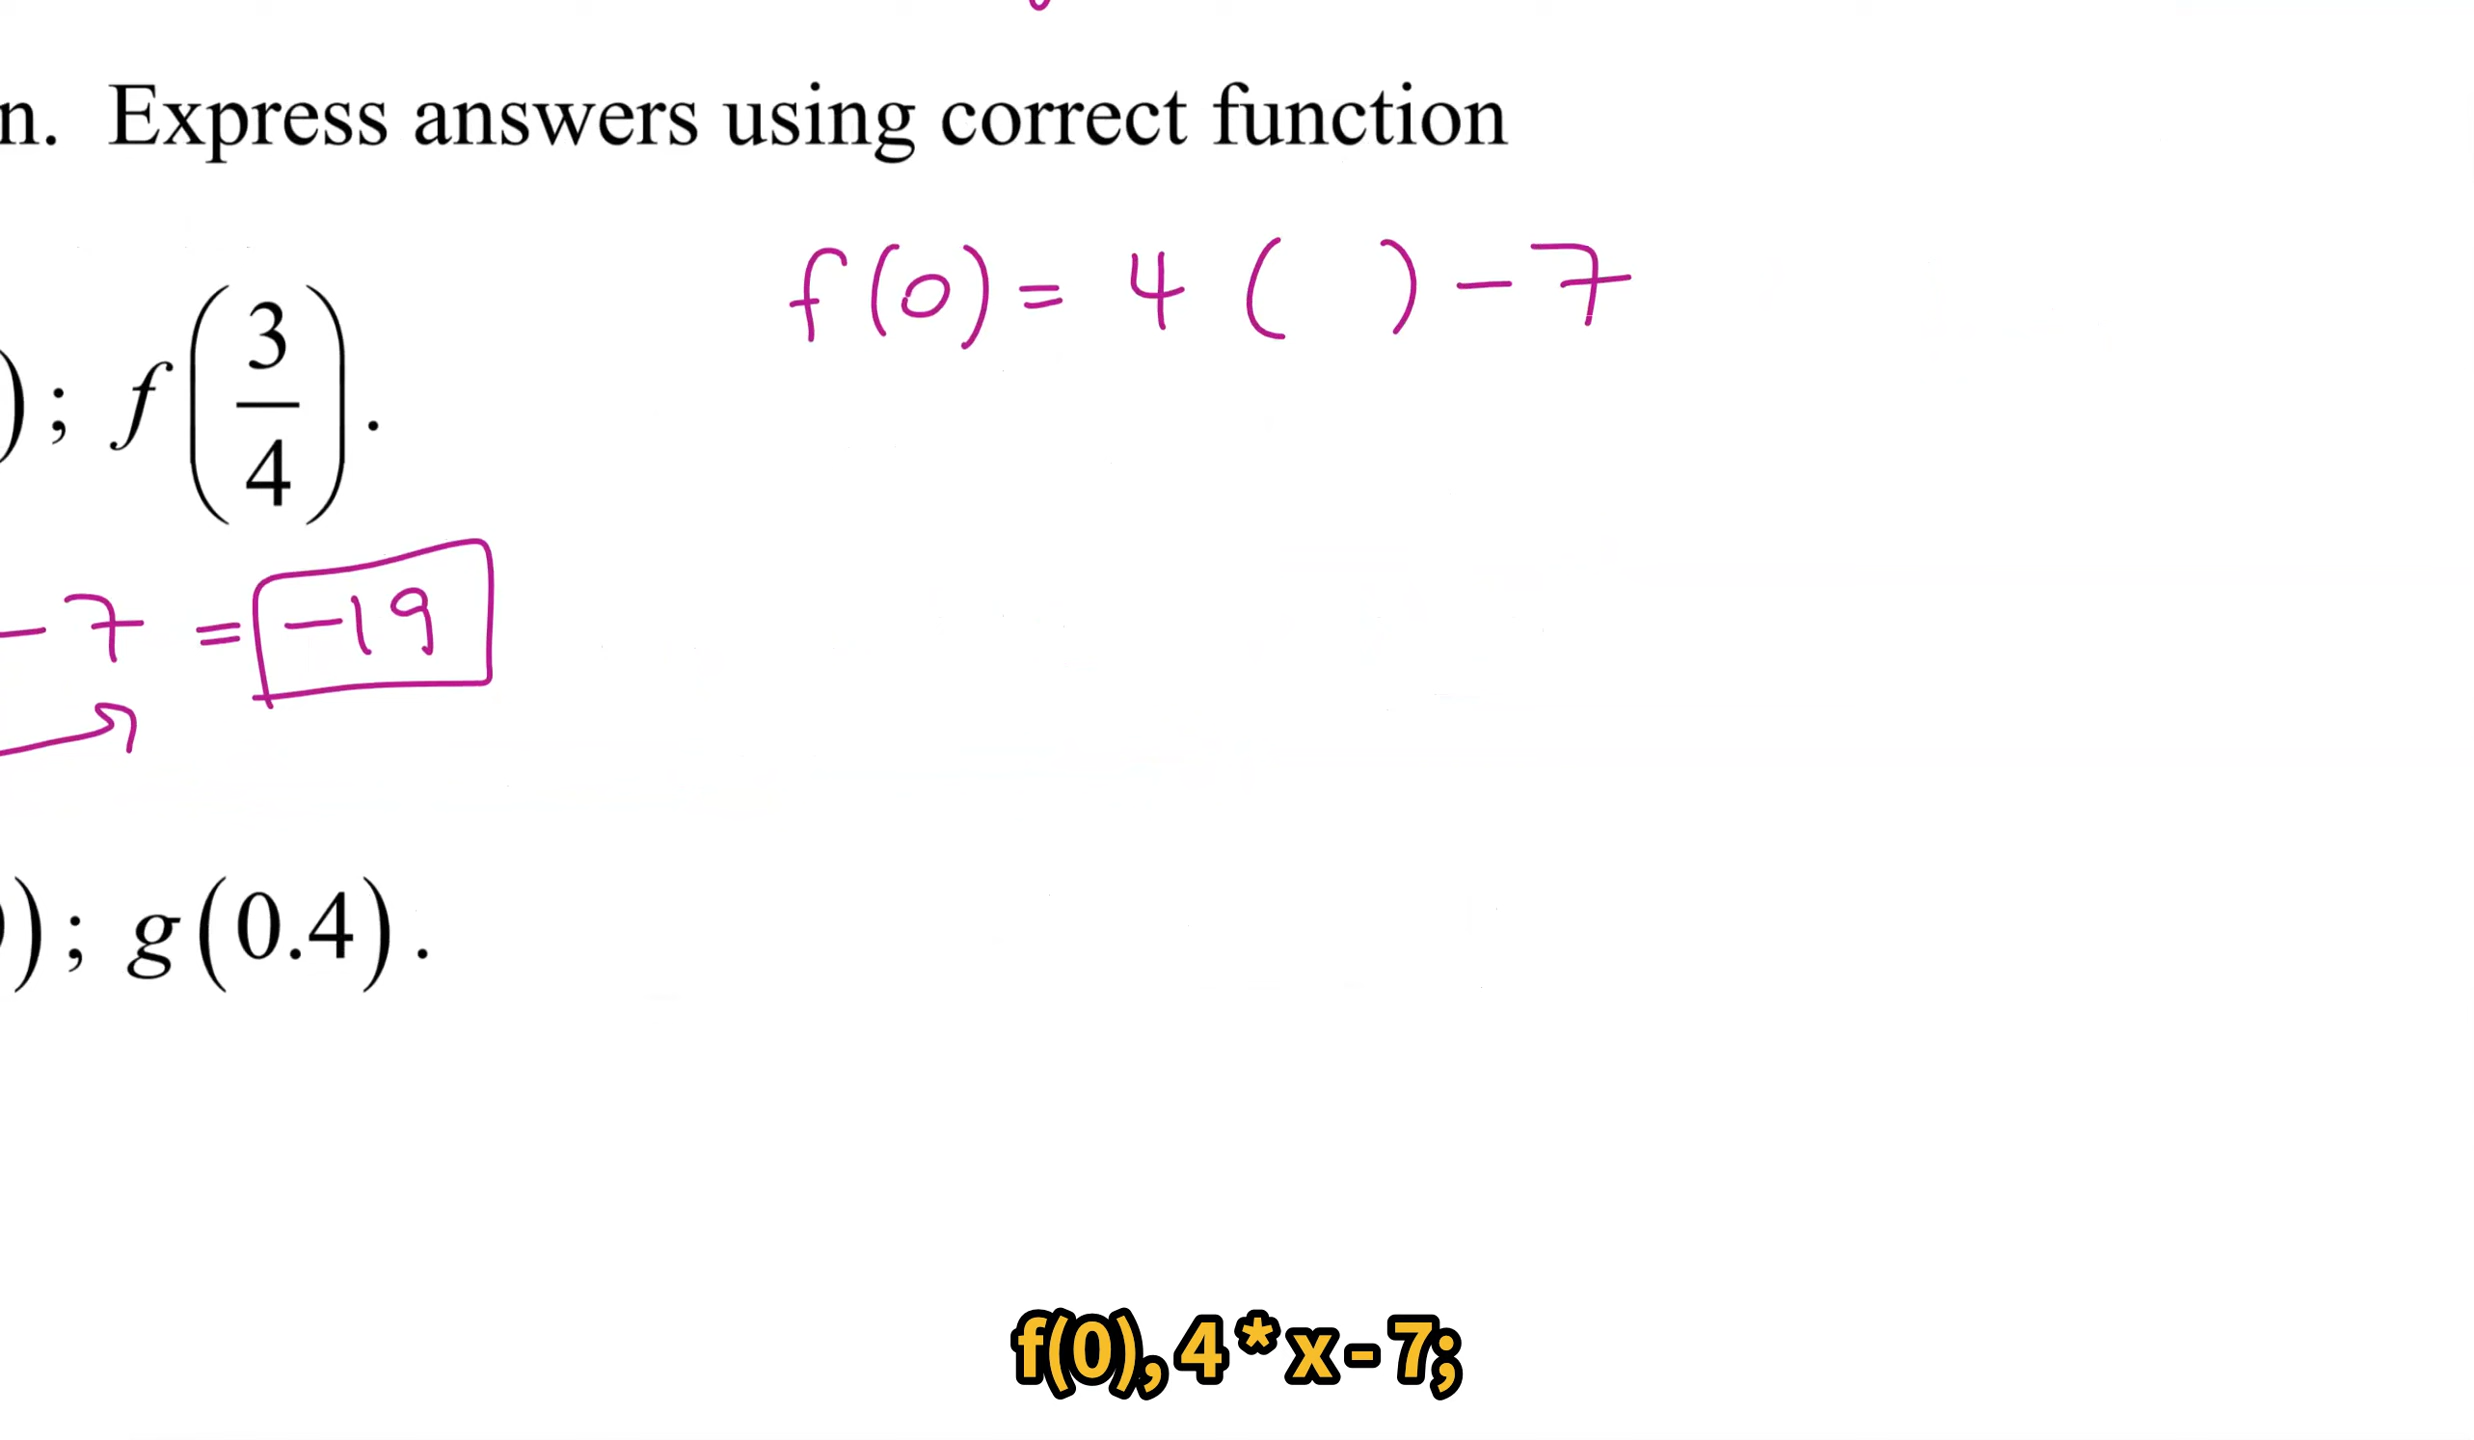 n. Express answers using correct function
f(0) = 4 ( ) - 7
); f(3/4).
- 7 = -19
)); g(0.4).
f(0), 4*x-7;